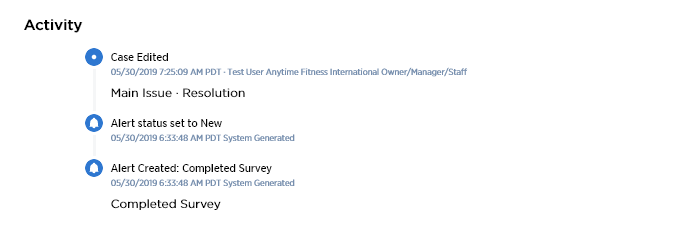 Activity
Case Edited
05/30/2019 7:25:09 AM PDT · Test User Anytime Fitness International Owner/Manager/Staff
Main Issue · Resolution
Alert status set to New
05/30/2019 6:33:48 AM PDT System Generated
Alert Created: Completed Survey
05/30/2019 6:33:48 AM PDT System Generated
Completed Survey